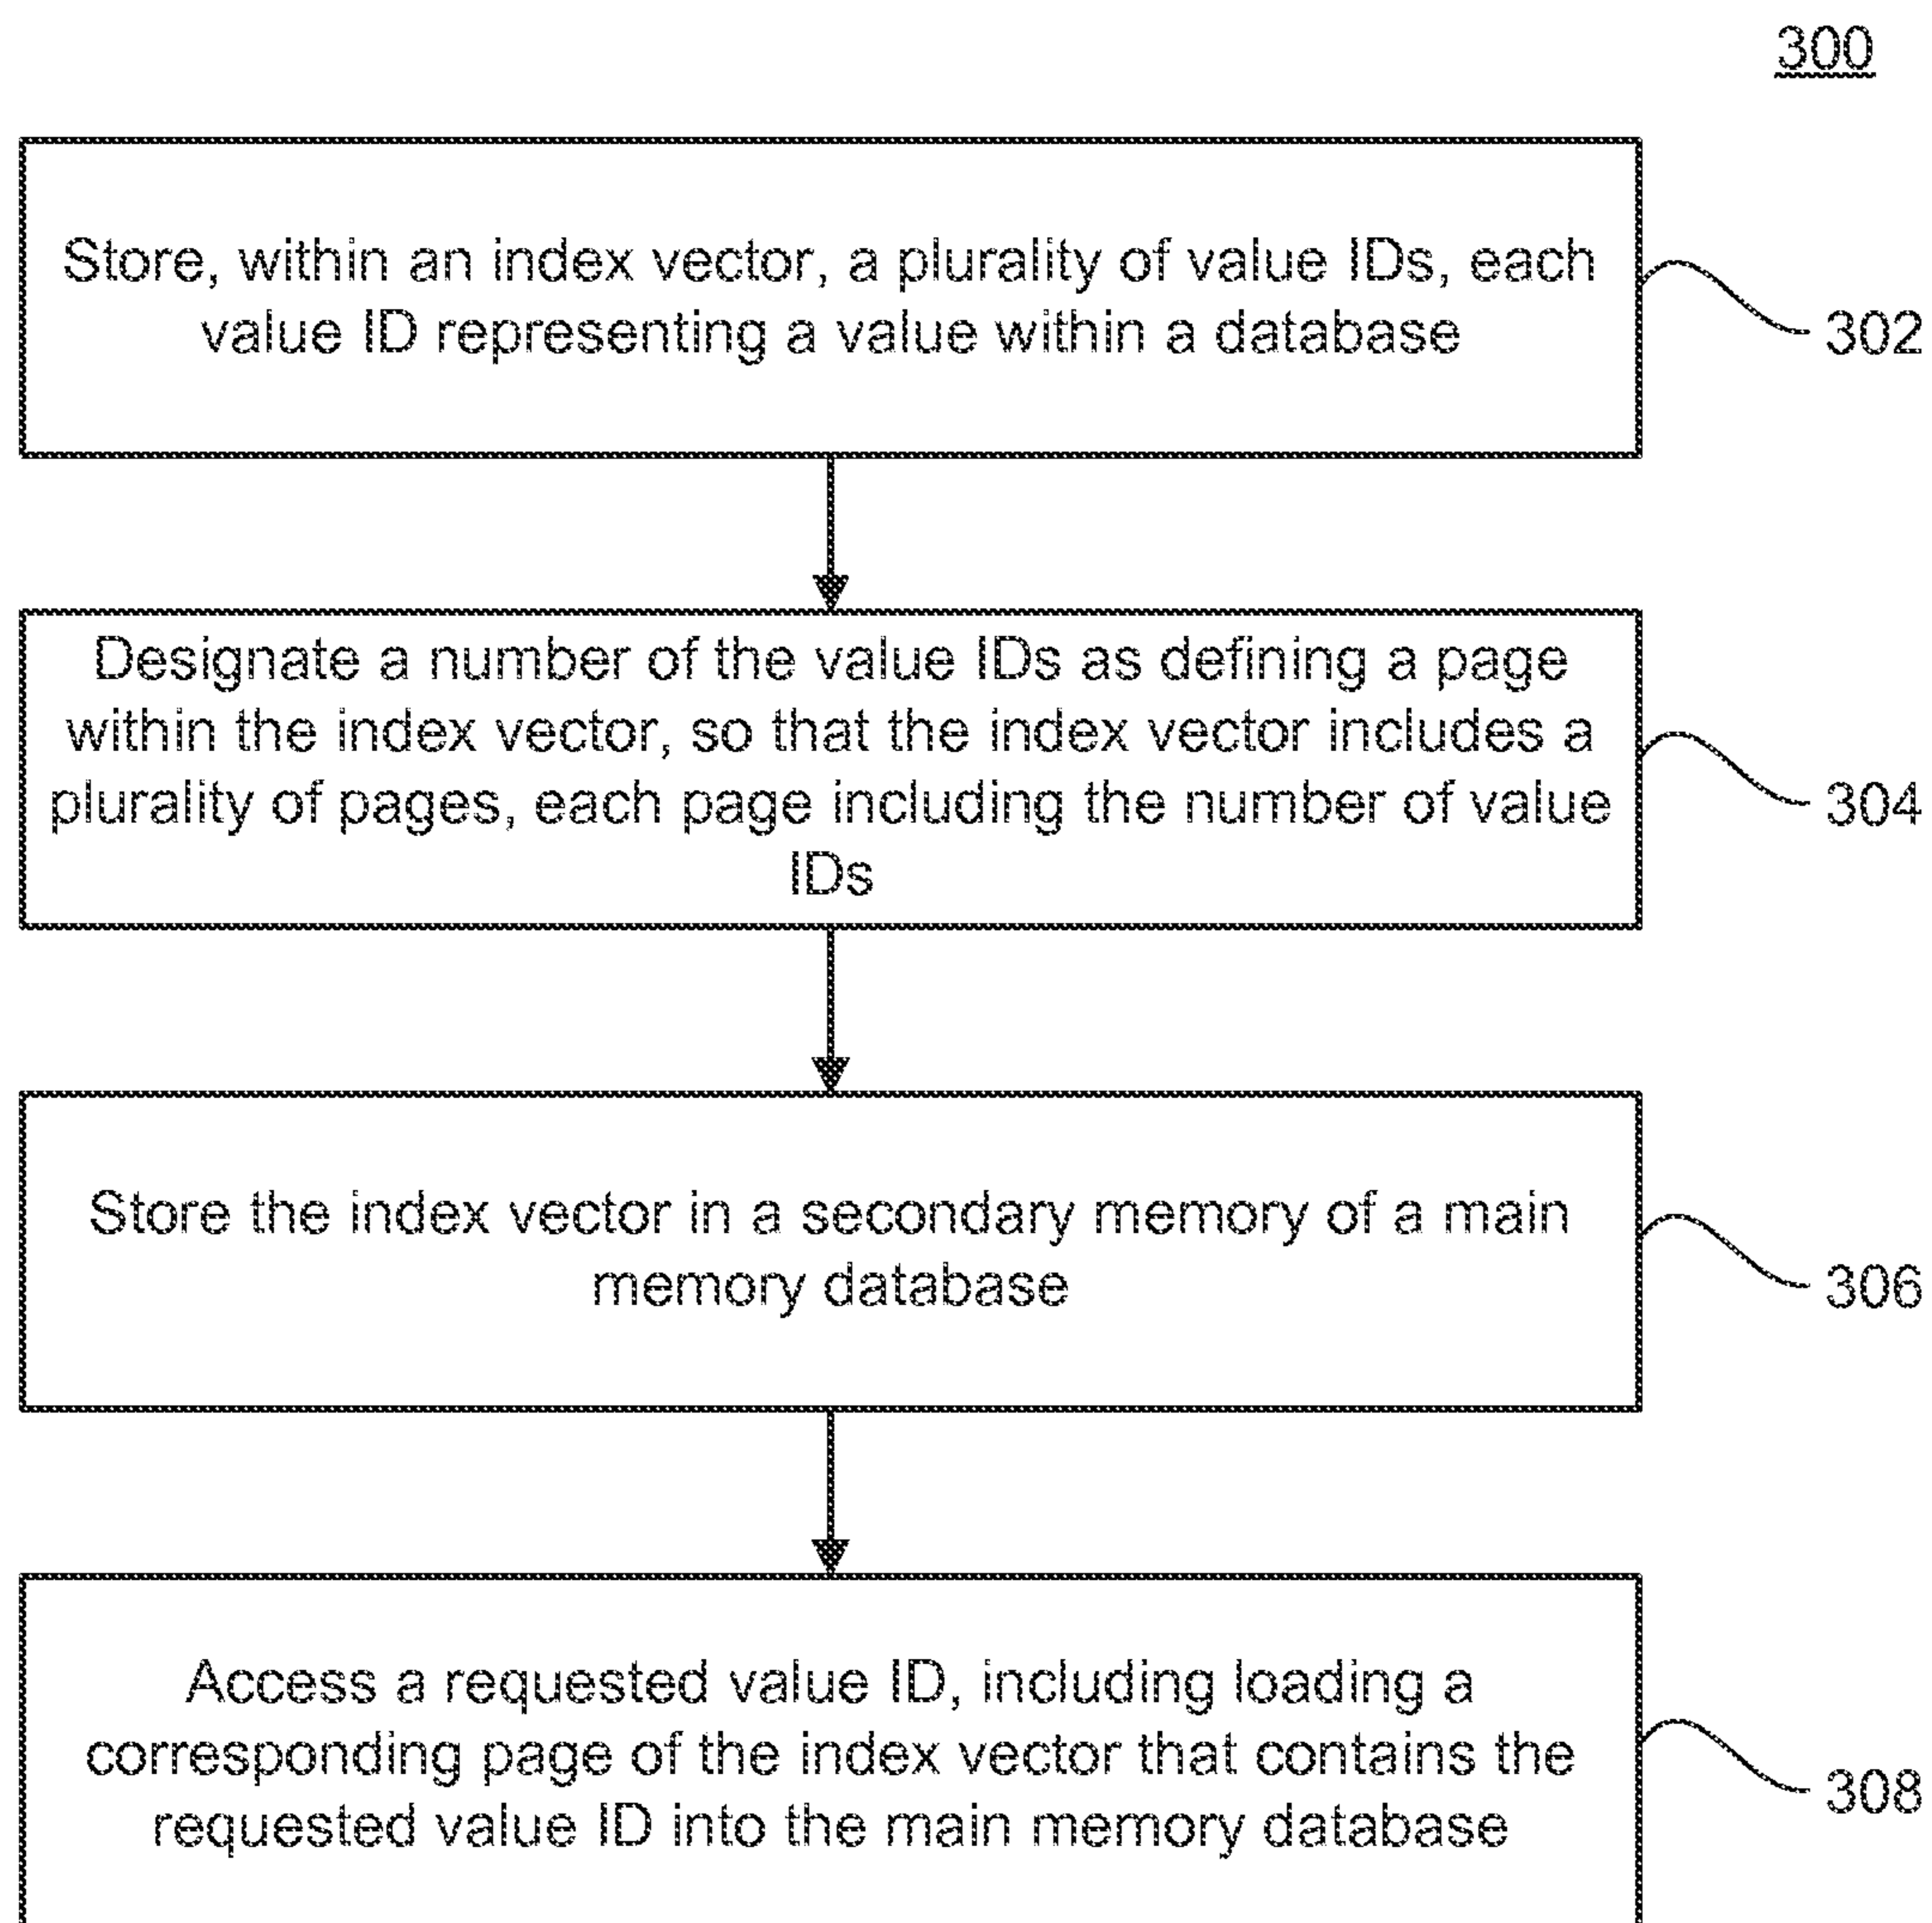 300
Store, within an index vector, a plurality of value IDs, each
value ID representing a value within a database
302
Designate a number of the value IDs as defining a page
within the index vector, so that the index vector includes a
plurality of pages, each page including the number of value
IDs
304
Store the index vector in a secondary memory of a main
memory database
306
Access a requested value ID, including loading a
corresponding page of the index vector that contains the
requested value ID into the main memory database
308